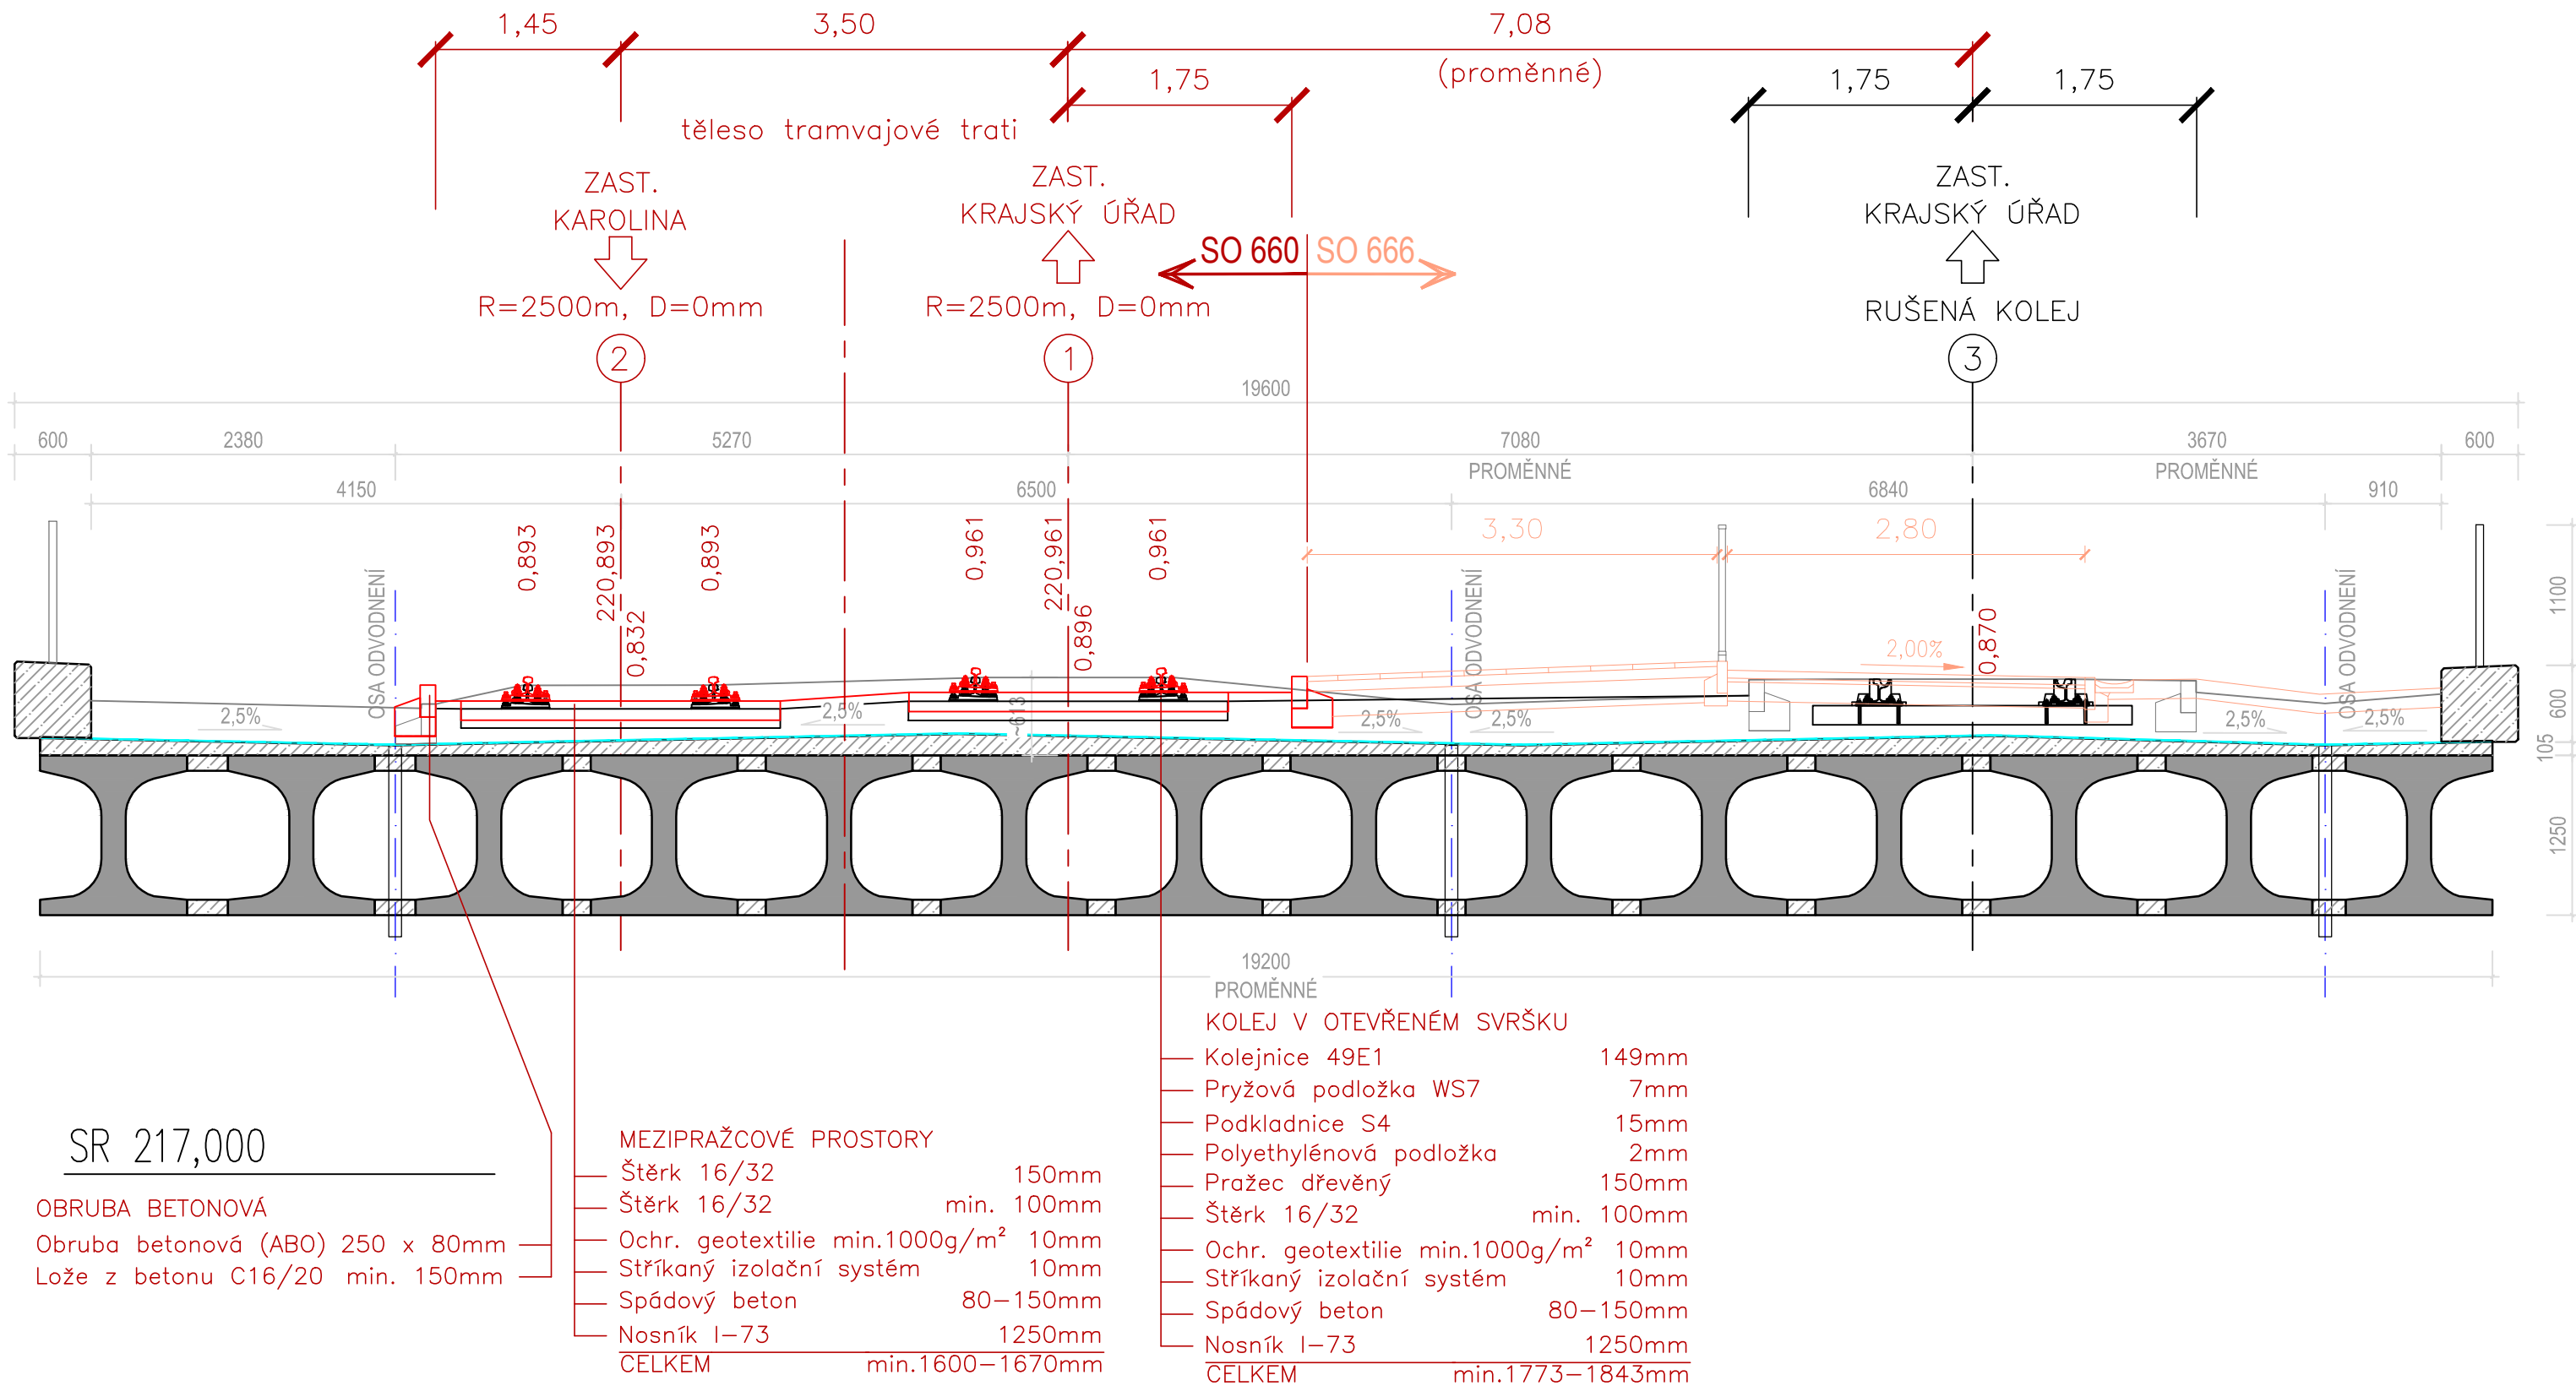 1,45
3,50
7,08
(proměnné)
1,75
1,75
1,75
těleso tramvajové trati
ZAST.
KAROLINA
ZAST.
KRAJSKÝ ÚŘAD
ZAST.
KRAJSKÝ ÚŘAD
SO 660
SO 666
R=2500m, D=0mm
R=2500m, D=0mm
RUŠENÁ KOLEJ
2
1
3
19600
600
2380
5270
7080
PROMĚNNÉ
3670
PROMĚNNÉ
600
4150
6500
6840
910
0,893
220,893
0,832
0,893
0,961
220,961
0,896
0,961
3,30
2,80
OSA ODVODNENÍ
OSA ODVODNENÍ
OSA ODVODNENÍ
0,870
2,00%
1100
600
105
1250
2,5%
2,5%
~613
2,5%
2,5%
2,5%
2,5%
19200
PROMĚNNÉ
KOLEJ V OTEVŘENÉM SVRŠKU
Kolejnice 49E1 149mm
Pryžová podložka WS7 7mm
Podkladnice S4 15mm
Polyethylénová podložka 2mm
Pražec dřevěný 150mm
Štěrk 16/32 min. 100mm
Ochr. geotextilie min.1000g/m² 10mm
Stříkaný izolační systém 10mm
Spádový beton 80-150mm
Nosník I-73 1250mm
CELKEM min.1773-1843mm
MEZIPRAŽCOVÉ PROSTORY
Štěrk 16/32 150mm
Štěrk 16/32 min. 100mm
Ochr. geotextilie min.1000g/m² 10mm
Stříkaný izolační systém 10mm
Spádový beton 80-150mm
Nosník I-73 1250mm
CELKEM min.1600-1670mm
SR 217,000
OBRUBA BETONOVÁ
Obruba betonová (ABO) 250 x 80mm
Lože z betonu C16/20 min. 150mm